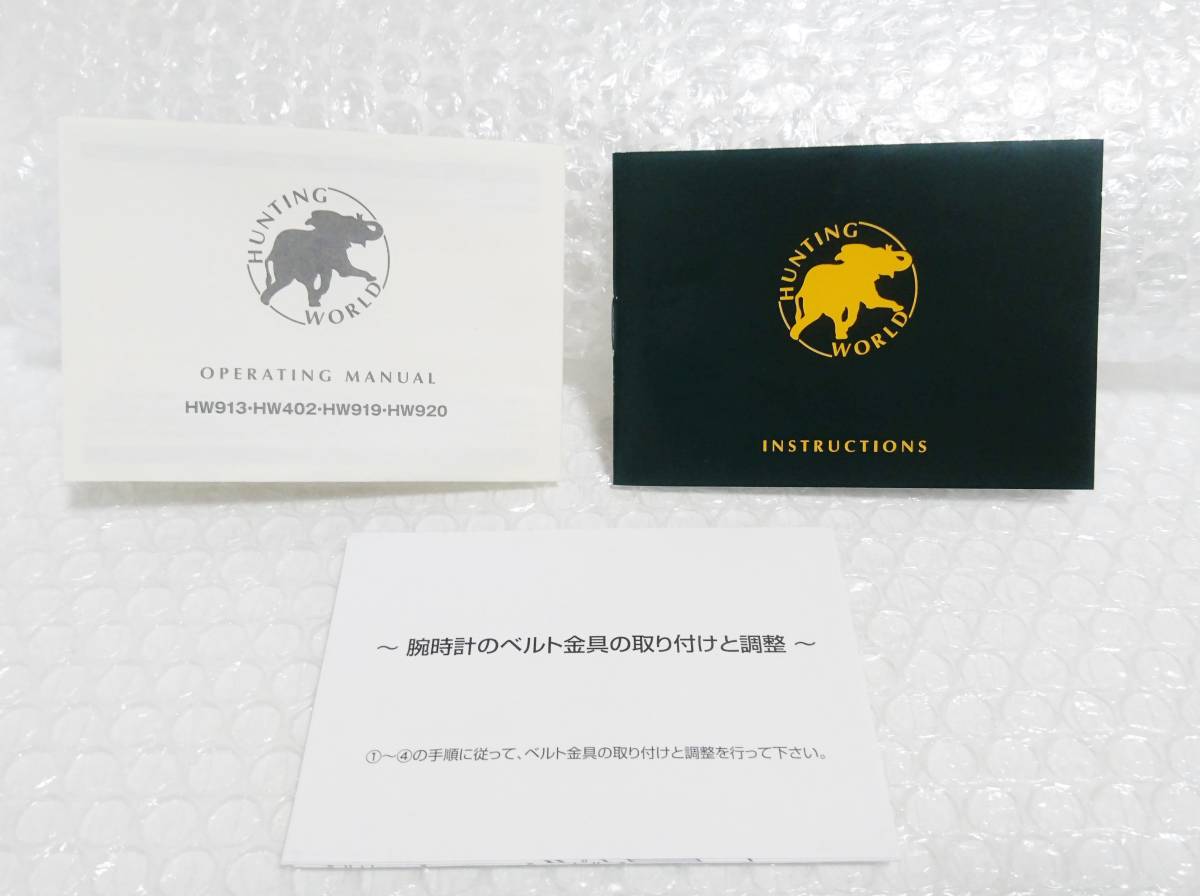 HUNTING
WORLD
OPERATING MANUAL
HW913・HW402・HW919・HW920
HUNTING
WORLD
INSTRUCTIONS
～ 腕時計のベルト金具の取り付けと調整 ～
①～④の手順に従って、ベルト金具の取り付けと調整を行って下さい。